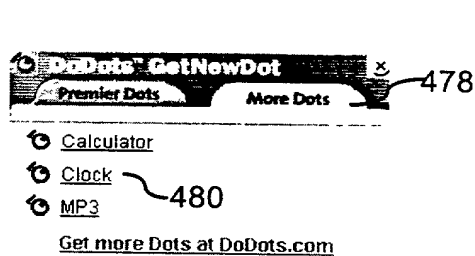 DoDots™ GetNewDot
x
478
Premier Dots More Dots
Calculator
Clock
480
MP3
Get more Dots at DoDots.com